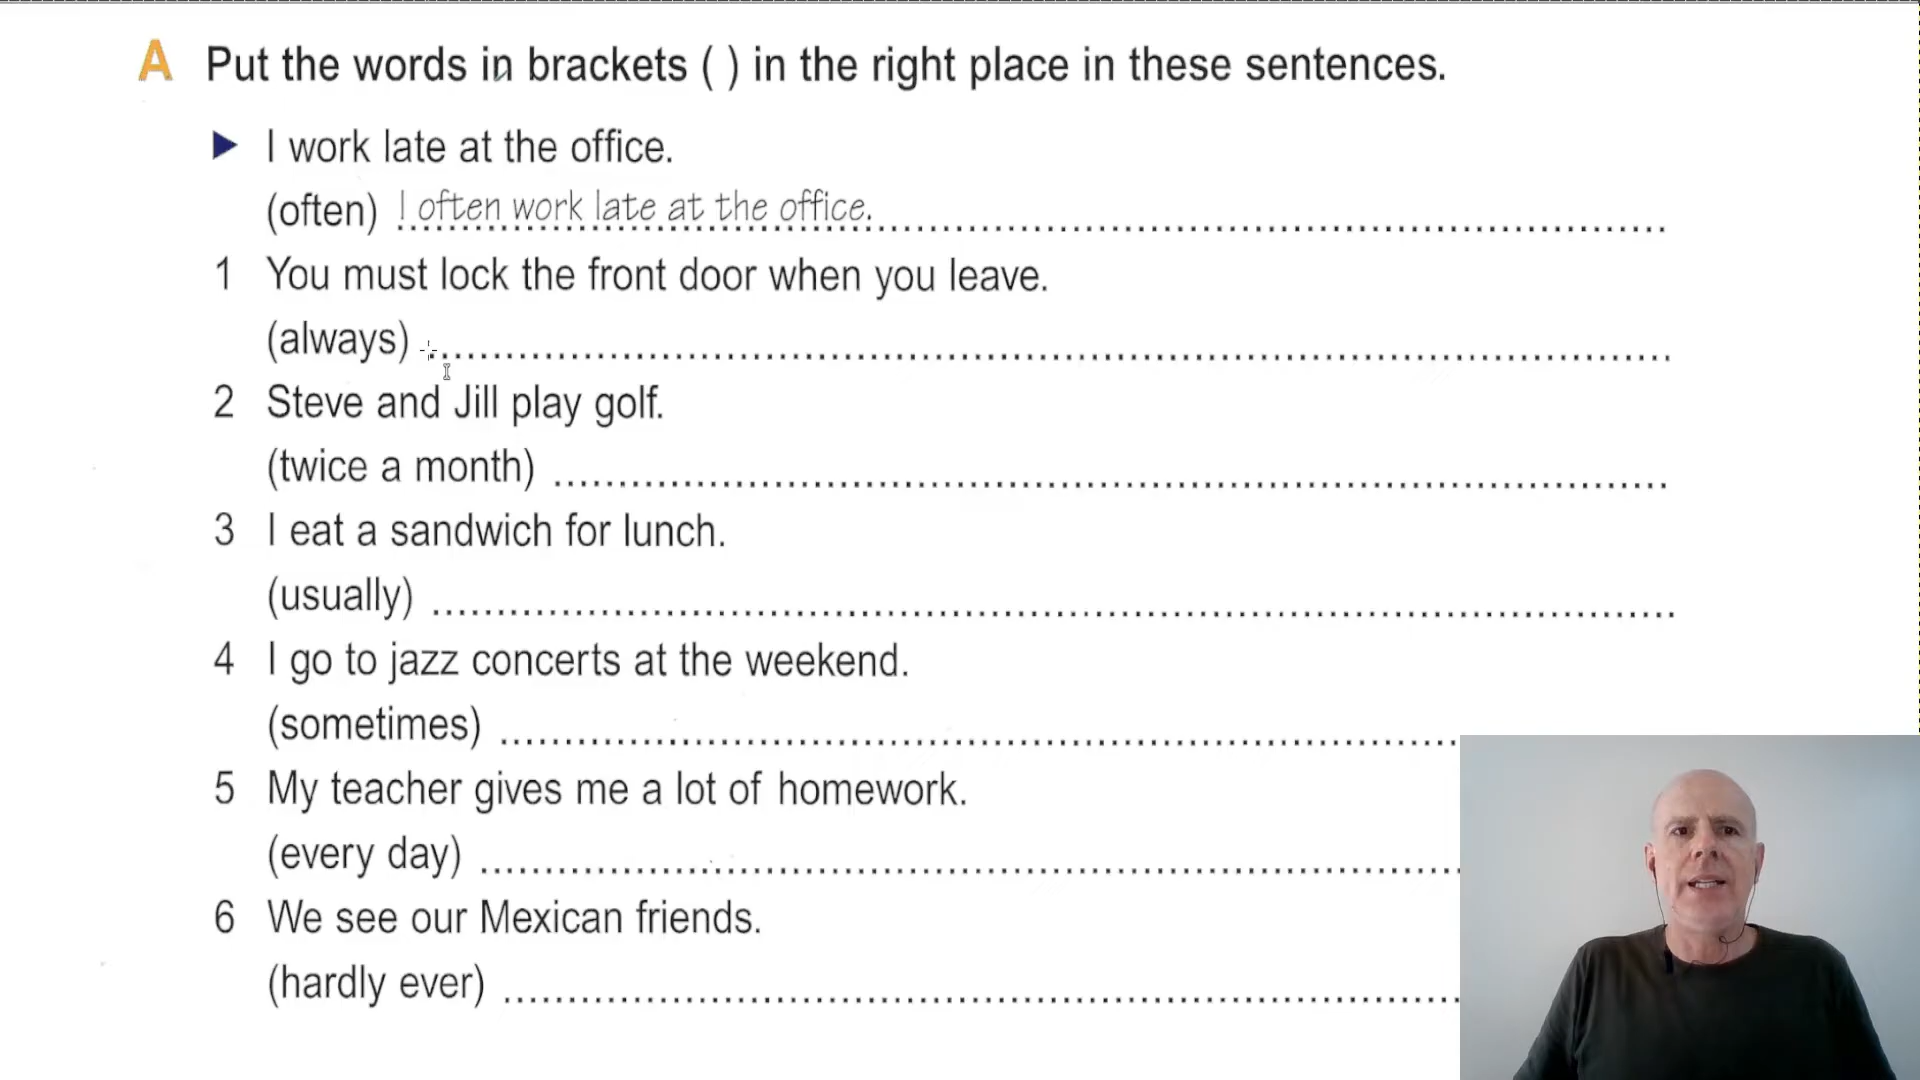 A Put the words in brackets ( ) in the right place in these sentences.
► I work late at the office.
(often) I often work late at the office.
1 You must lock the front door when you leave.
(always)
2 Steve and Jill play golf.
(twice a month)
3 I eat a sandwich for lunch.
(usually)
4 I go to jazz concerts at the weekend.
(sometimes)
5 My teacher gives me a lot of homework.
(every day)
6 We see our Mexican friends.
(hardly ever)